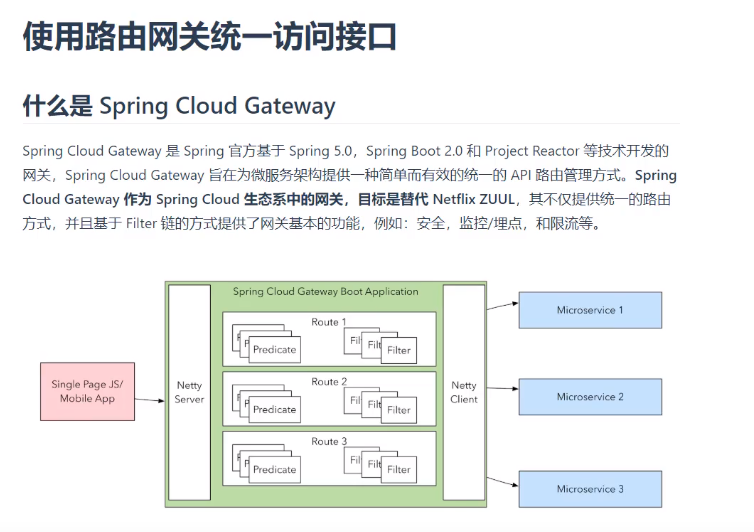 使用路由网关统一访问接口
什么是 Spring Cloud Gateway
Spring Cloud Gateway 是 Spring 官方基于 Spring 5.0，Spring Boot 2.0 和 Project Reactor 等技术开发的
网关，Spring Cloud Gateway 旨在为微服务架构提供一种简单而有效的统一的 API 路由管理方式。Spring
Cloud Gateway 作为 Spring Cloud 生态系中的网关，目标是替代 Netflix ZUUL，其不仅提供统一的路由
方式，并且基于 Filter 链的方式提供了网关基本的功能，例如：安全，监控/埋点，和限流等。
Spring Cloud Gateway Boot Application
Single Page JS/
Mobile App
Netty
Server
Route 1
Predicate
Filter
Route 2
Predicate
Filter
Route 3
Predicate
Filter
Netty
Client
Microservice 1
Microservice 2
Microservice 3